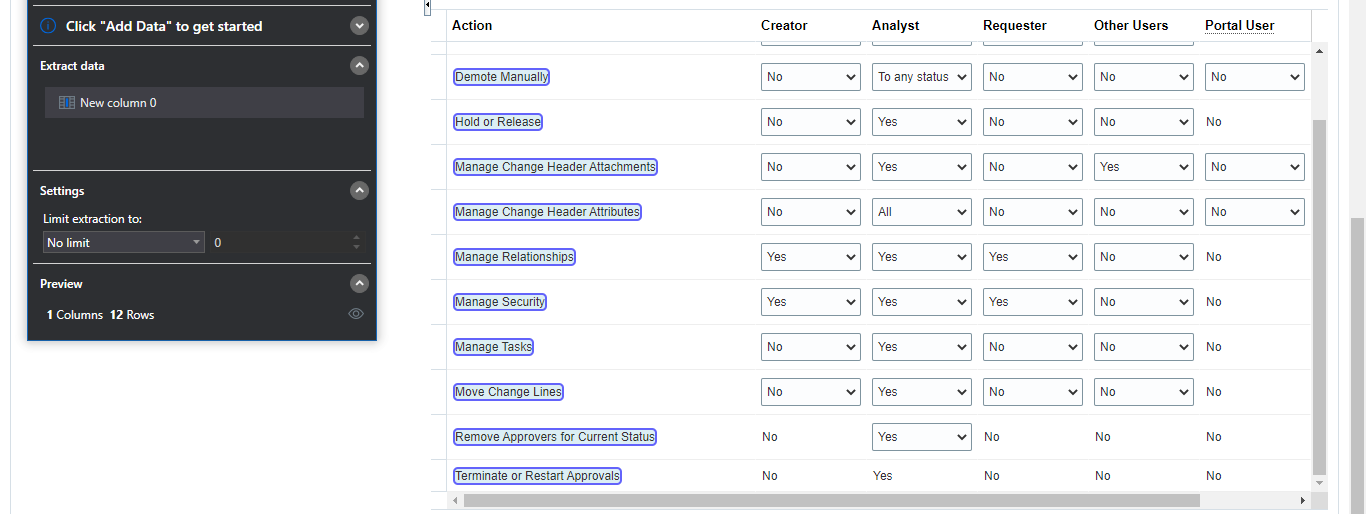 Click "Add Data" to get started
Extract data
New column 0
Settings
Limit extraction to:
No limit 0
Preview
1 Columns 12 Rows
Action Creator Analyst Requester Other Users Portal User
Demote Manually No To any status No No No
Hold or Release No Yes No No No
Manage Change Header Attachments No Yes No Yes No
Manage Change Header Attributes No All No No No
Manage Relationships Yes Yes Yes No No
Manage Security Yes Yes Yes No No
Manage Tasks No Yes No No No
Move Change Lines No Yes No No No
Remove Approvers for Current Status No Yes No No No
Terminate or Restart Approvals No Yes No No No